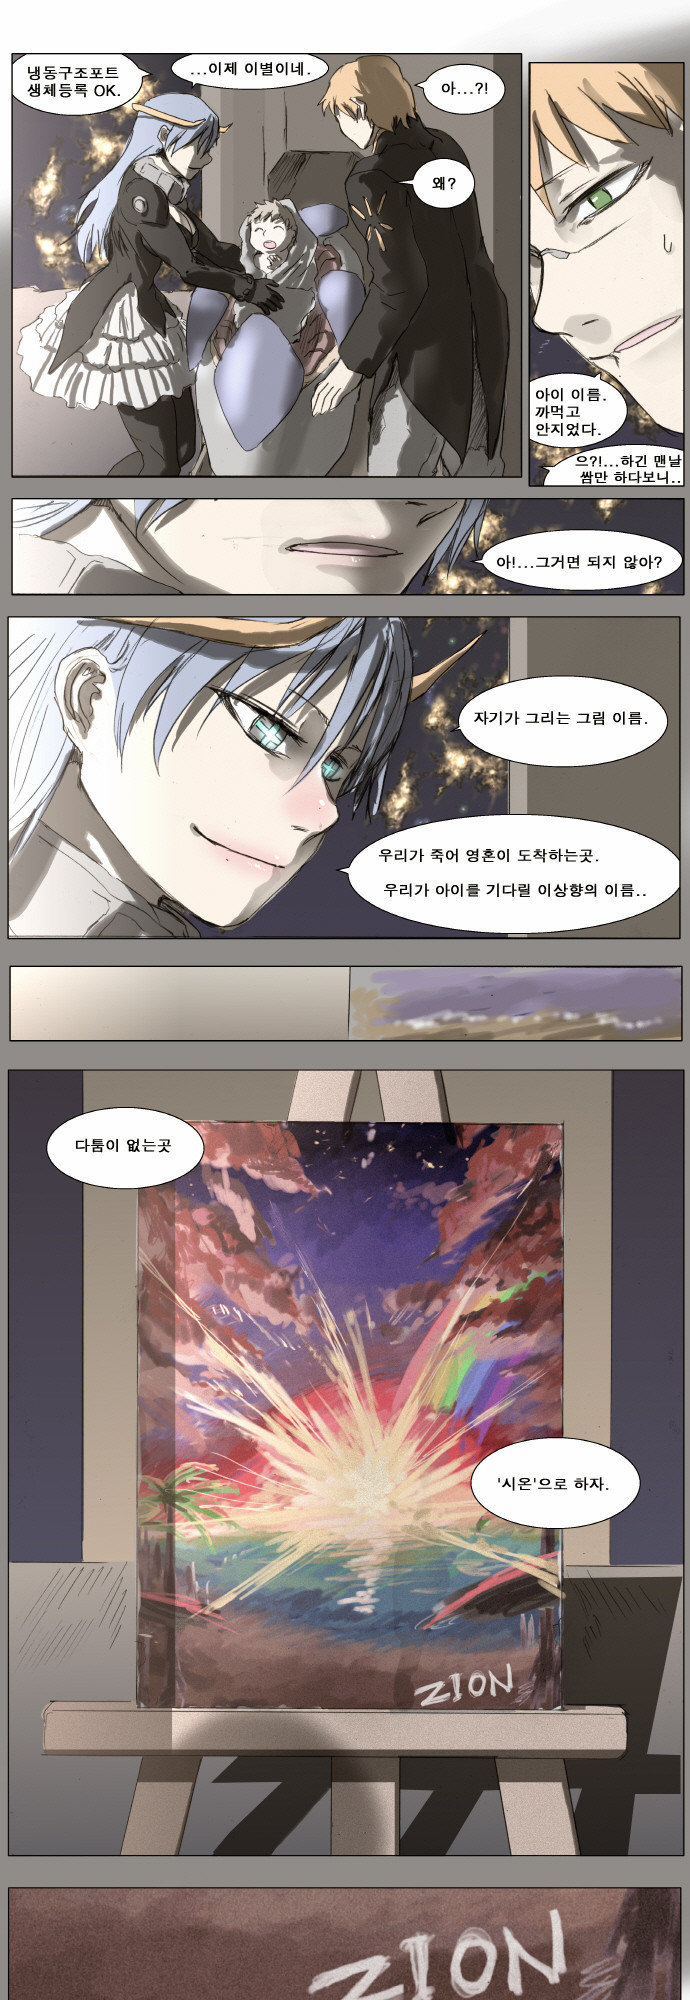 냉동구조포트
생체등록 OK.
...이제 이별이네.
아...?!
왜?
아이 이름.
까먹고
안지었다.
으?!...하긴 맨날
쌈만 하다보니..
아!...그거면 되지 않아?
자기가 그리는 그림 이름.
우리가 죽어 영혼이 도착하는곳.
우리가 아이를 기다릴 이상향의 이름..
다툼이 없는곳
'시온'으로 하자.
ZION
ZION